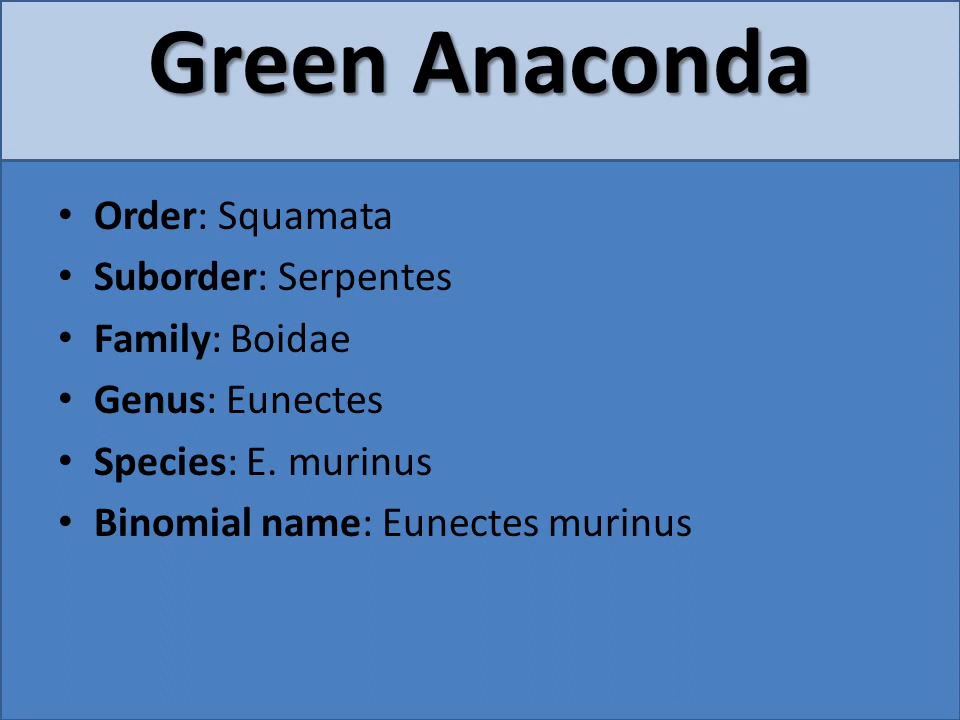 Green Anaconda
• Order: Squamata
• Suborder: Serpentes
• Family: Boidae
• Genus: Eunectes
• Species: E. murinus
• Binomial name: Eunectes murinus